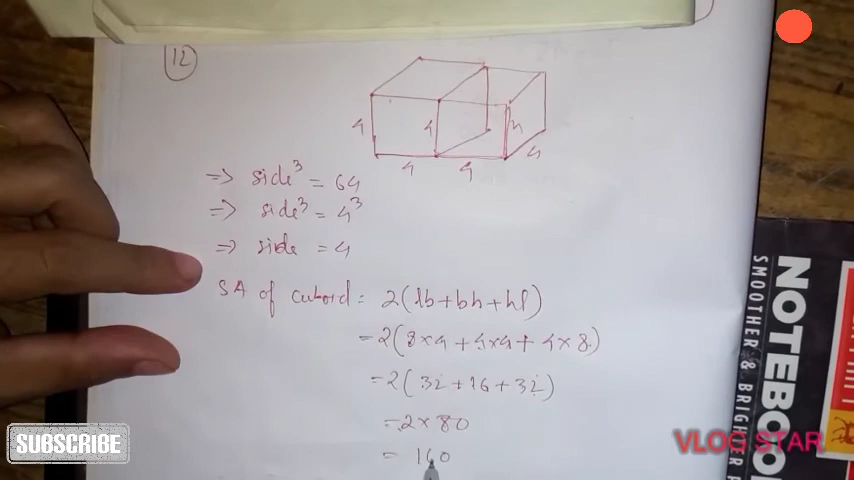 12
4
4
4
4
4
4
=> side³ = 64
=> side³ = 4³
=> side = 4
SA of cuboid = 2(lb+bh+hl)
=2(8×4+4×4+4×8)
=2(32+16+32)
=2×80
= 160
SUBSCRIBE
VLOG STAR
NOTEBOO
SMOOTHER & BRIGHTER